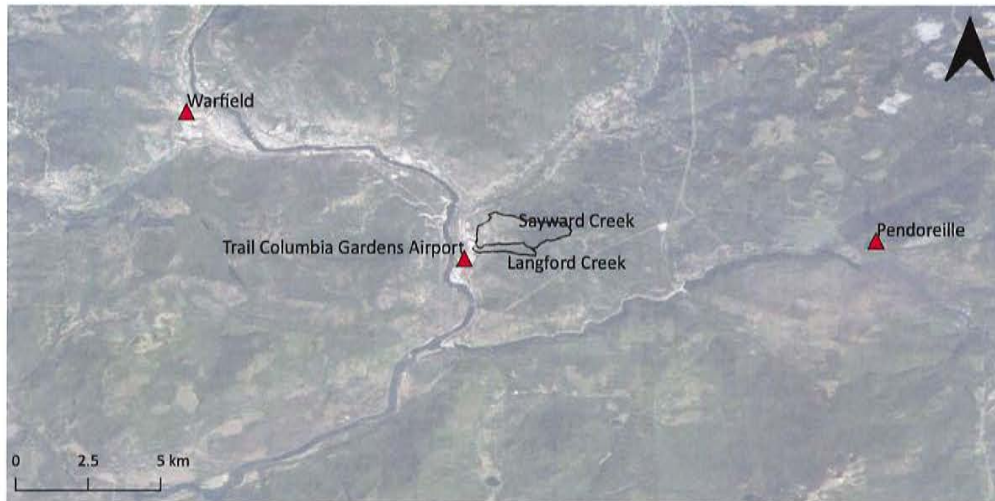 Warfield
Sayward Creek
Pendoreille
Trail Columbia Gardens Airport
Langford Creek
0 2.5 5 km